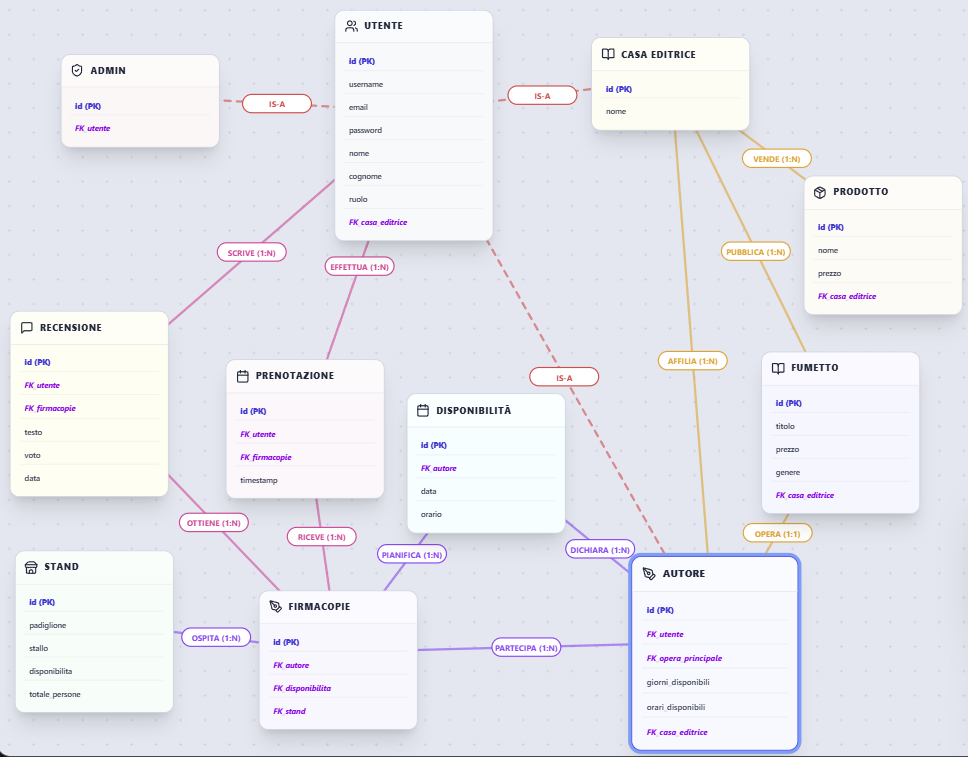 UTENTE
id (PK)
username
email
password
nome
cognome
ruolo
FK casa_editrice
ADMIN
id (PK)
FK utente
IS-A
IS-A
CASA EDITRICE
id (PK)
nome
VENDE (1:N)
PRODOTTO
id (PK)
nome
prezzo
FK casa_editrice
SCRIVE (1:N)
EFFETTUA (1:N)
PUBBLICA (1:N)
RECENSIONE
id (PK)
FK utente
FK firmacopie
testo
voto
data
PRENOTAZIONE
id (PK)
FK utente
FK firmacopie
timestamp
IS-A
AFFILIA (1:N)
DISPONIBILITÀ
id (PK)
FK autore
data
orario
FUMETTO
id (PK)
titolo
prezzo
genere
FK casa_editrice
OTTIENE (1:N)
RICEVE (1:N)
PIANIFICA (1:N)
DICHIARA (1:N)
OPERA (1:1)
STAND
id (PK)
padiglione
stallo
disponibilita
totale_persone
OSPITA (1:N)
FIRMACOPIE
id (PK)
FK autore
FK disponibilita
FK stand
PARTECIPA (1:N)
AUTORE
id (PK)
FK utente
FK opera_principale
giorni_disponibili
orari_disponibili
FK casa_editrice